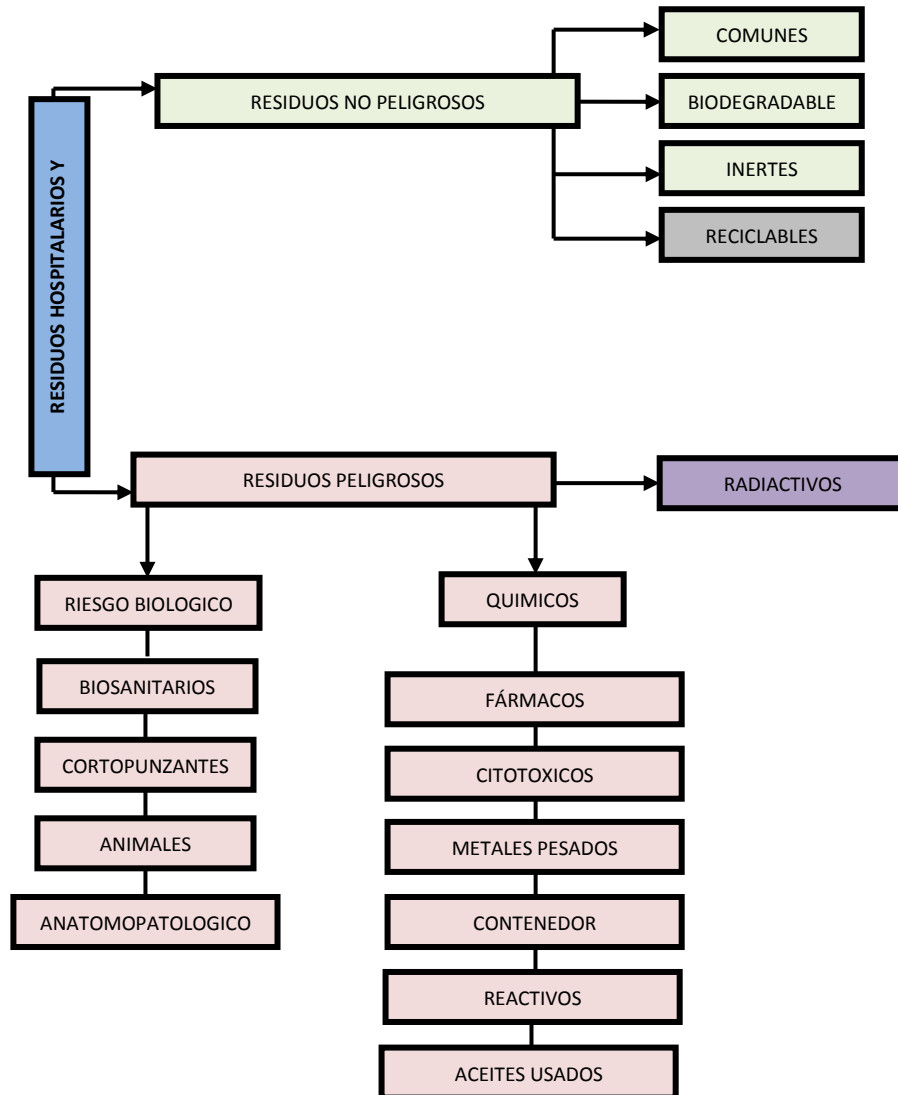 RESIDUOS HOSPITALARIOS Y
RESIDUOS NO PELIGROSOS
COMUNES
BIODEGRADABLE
INERTES
RECICLABLES
RESIDUOS PELIGROSOS
RADIACTIVOS
RIESGO BIOLOGICO
BIOSANITARIOS
CORTOPUNZANTES
ANIMALES
ANATOMOPATOLOGICO
QUIMICOS
FÁRMACOS
CITOTOXICOS
METALES PESADOS
CONTENEDOR
REACTIVOS
ACEITES USADOS